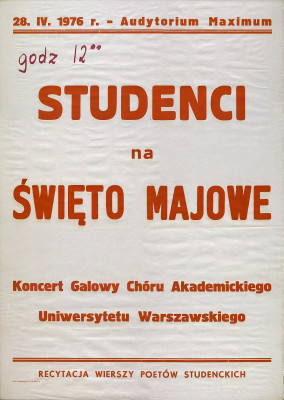 28. IV. 1976 r. - Audytorium Maximum
godz 12⁰⁰
STUDENCI
na
ŚWIĘTO MAJOWE
Koncert Galowy Chóru Akademickiego
Uniwersytetu Warszawskiego
RECYTACJA WIERSZY POETÓW STUDENCKICH